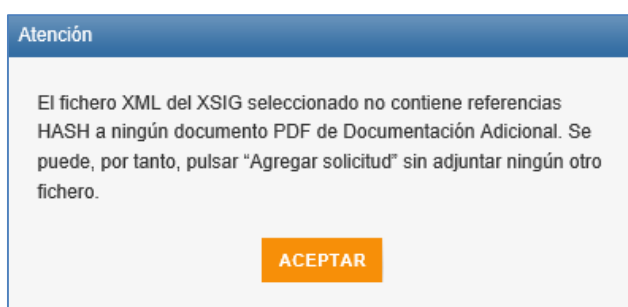 Atención
El fichero XML del XSIG seleccionado no contiene referencias
HASH a ningún documento PDF de Documentación Adicional. Se
puede, por tanto, pulsar “Agregar solicitud” sin adjuntar ningún otro
fichero.
ACEPTAR